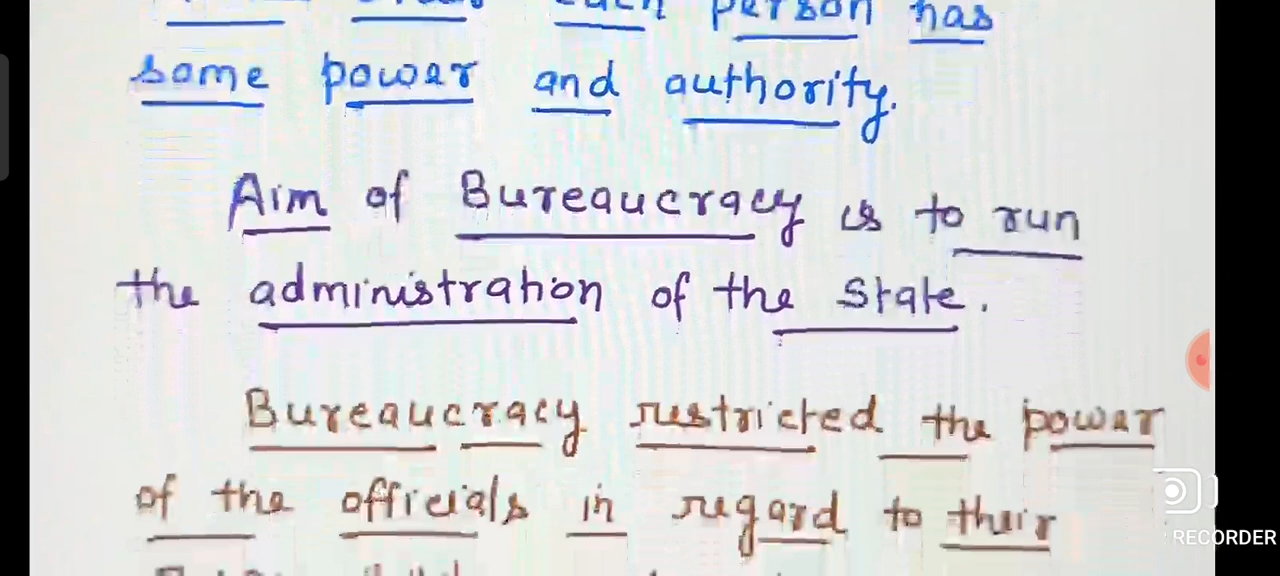 each person has
same power and authority.
Aim of Bureaucracy is to run
the administration of the State.
Bureaucracy restricted the power
of the officials in regard to their
RECORDER